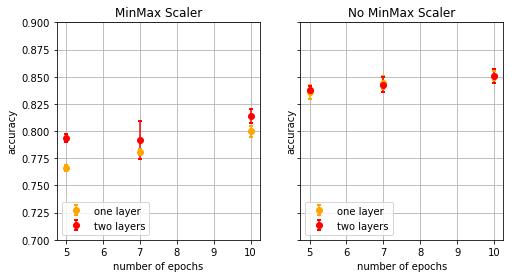 MinMax Scaler
No MinMax Scaler
0.900
0.875
0.850
0.825
0.800
0.775
0.750
0.725
0.700
accuracy
accuracy
one layer
two layers
one layer
two layers
5 6 7 8 9 10
5 6 7 8 9 10
number of epochs
number of epochs